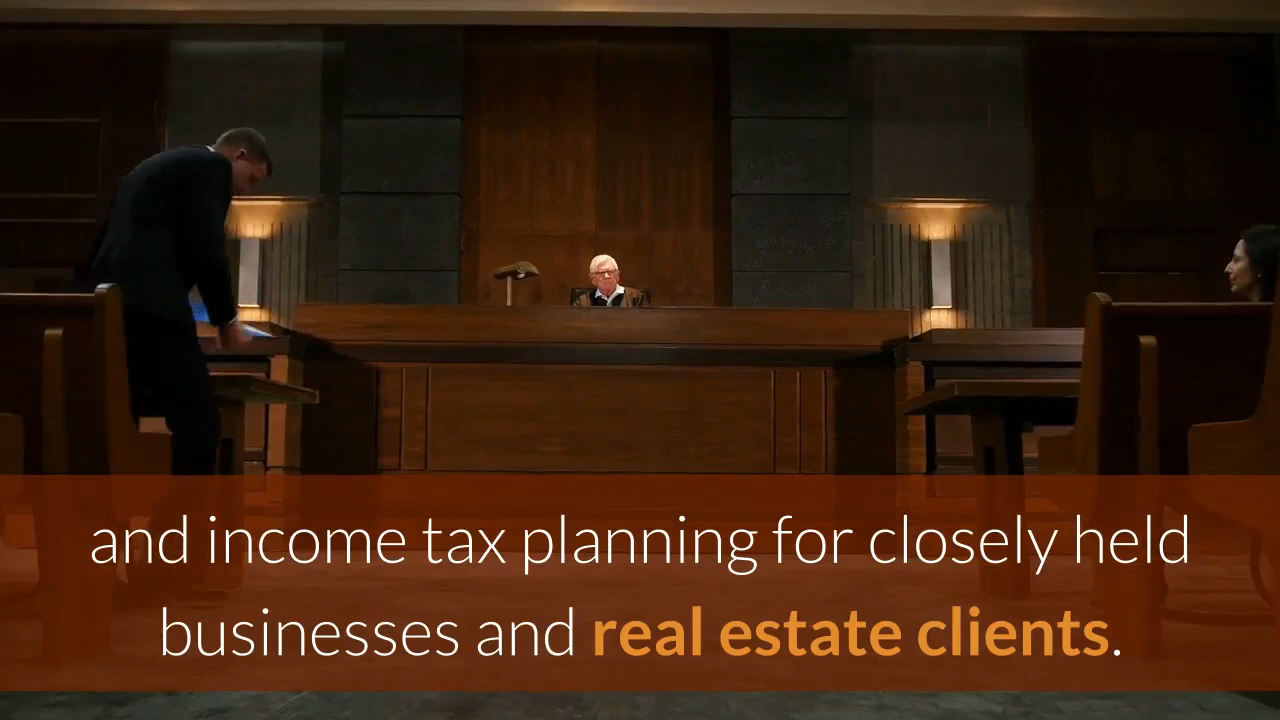 and income tax planning for closely held
businesses and real estate clients.